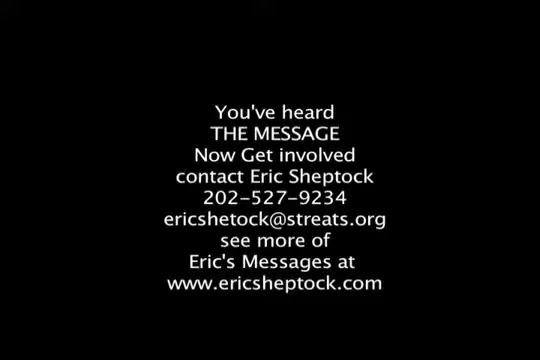 You've heard
THE MESSAGE
Now Get involved
contact Eric Sheptock
202-527-9234
ericshetock@streats.org
see more of
Eric's Messages at
www.ericsheptock.com